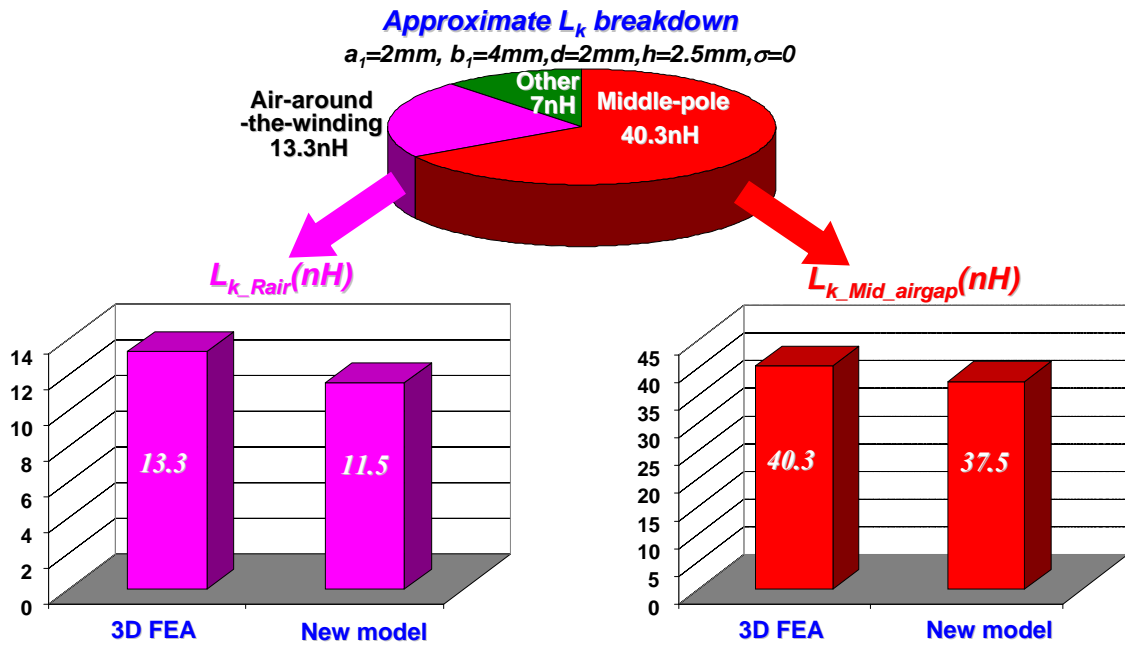 Approximate Lk breakdown
a1=2mm, b1=4mm,d=2mm,h=2.5mm,σ=0
Other
7nH
Middle-pole
40.3nH
Air-around
-the-winding
13.3nH
Lk_Rair(nH)
14
12
10
8
6
4
2
0
13.3
11.5
3D FEA
New model
Lk_Mid_airgap(nH)
45
40
35
30
25
20
15
10
5
0
40.3
37.5
3D FEA
New model